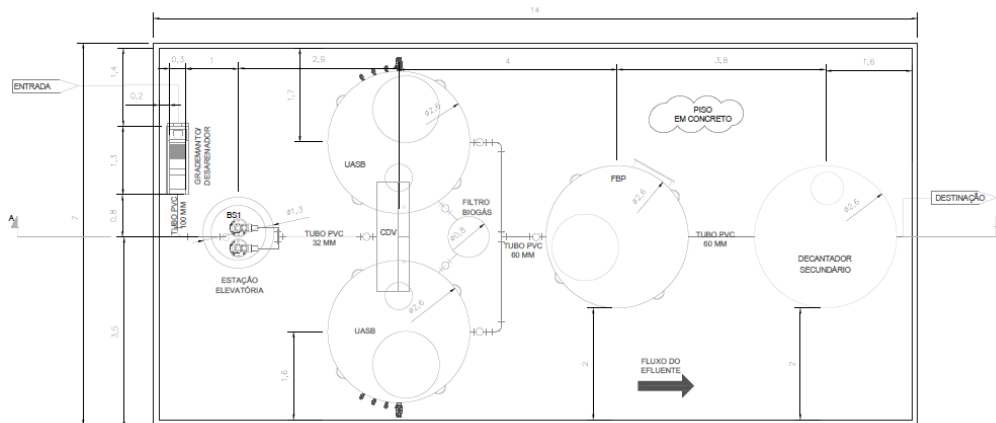 14
0,3
1
2,9
4
3,8
1,6
1,4
ENTRADA
0,2
1,7
ø2,6
PISO
EM CONCRETO
GRADEMANTO/
DESARENADOR
1,3
UASB
FBP
ø2,6
ø2,6
7
A
0,8
TUBO PVC
100 MM
BS1
ø1,3
TUBO PVC
32 MM
CDV
FILTRO
BIOGÁS
ø0,8
TUBO PVC
60 MM
TUBO PVC
60 MM
DESTINAÇÃO
DECANTADOR
SECUNDÁRIO
ESTAÇÃO
ELEVATÓRIA
ø2,6
3,5
UASB
1,6
2
FLUXO DO
EFLUENTE
2